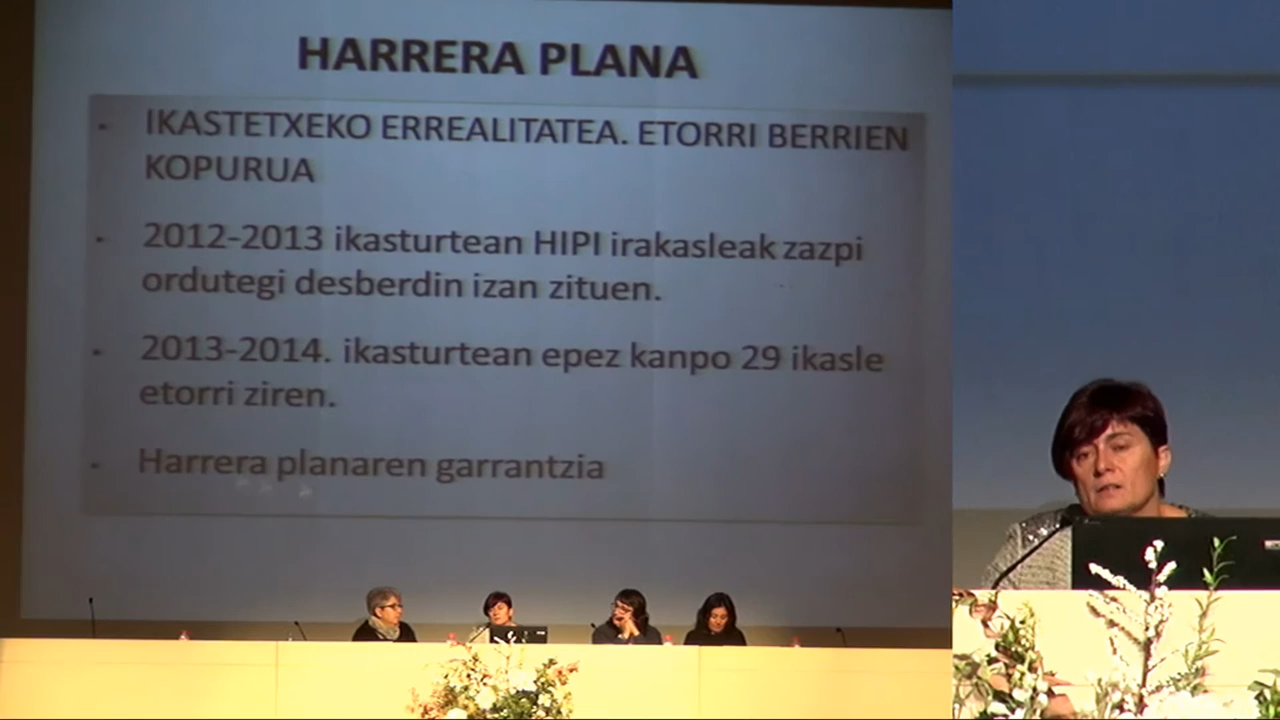 HARRERA PLANA
IKASTETXEKO ERREALITATEA. ETORRI BERRIEN
KOPURUA
2012-2013 ikasturtean HIPI irakasleak zazpi
ordutegi desberdin izan zituen.
2013-2014. ikasturtean epez kanpo 29 ikasle
etorri ziren.
Harrera planaren garrantzia